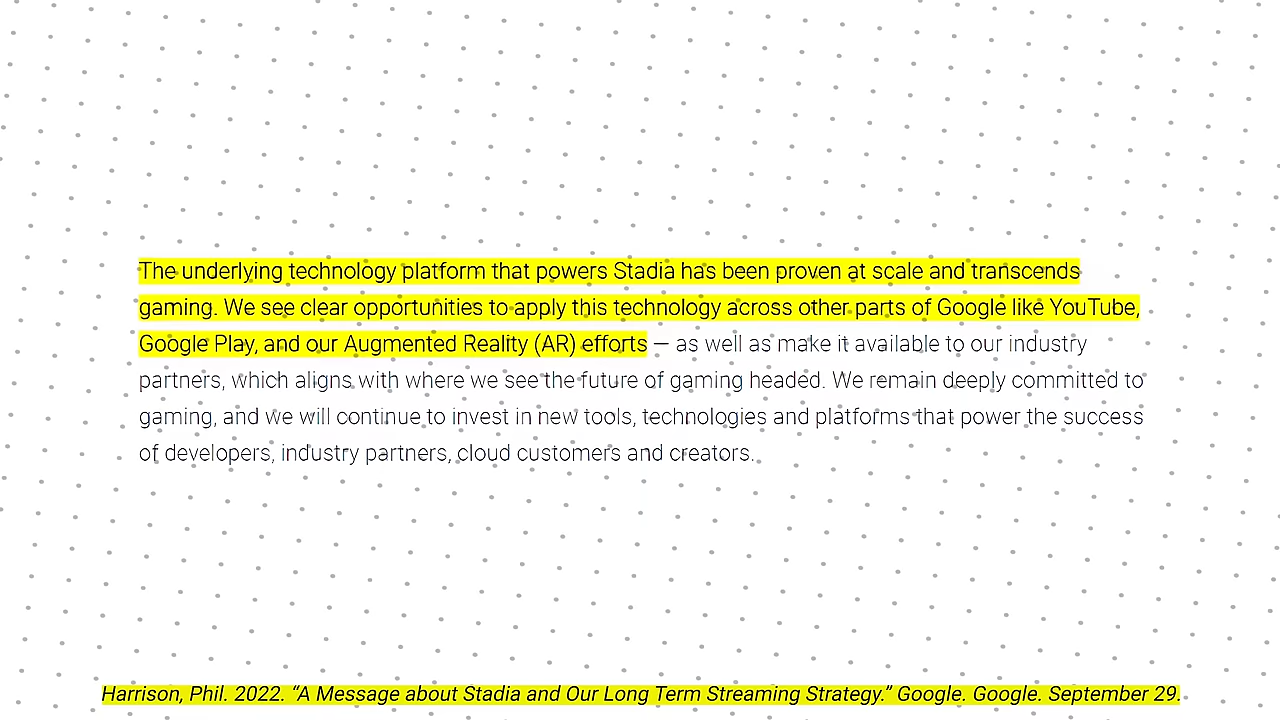 The underlying technology platform that powers Stadia has been proven at scale and transcends
gaming. We see clear opportunities to apply this technology across other parts of Google like YouTube,
Google Play, and our Augmented Reality (AR) efforts — as well as make it available to our industry
partners, which aligns with where we see the future of gaming headed. We remain deeply committed to
gaming, and we will continue to invest in new tools, technologies and platforms that power the success
of developers, industry partners, cloud customers and creators.
Harrison, Phil. 2022. “A Message about Stadia and Our Long Term Streaming Strategy.” Google. Google. September 29.